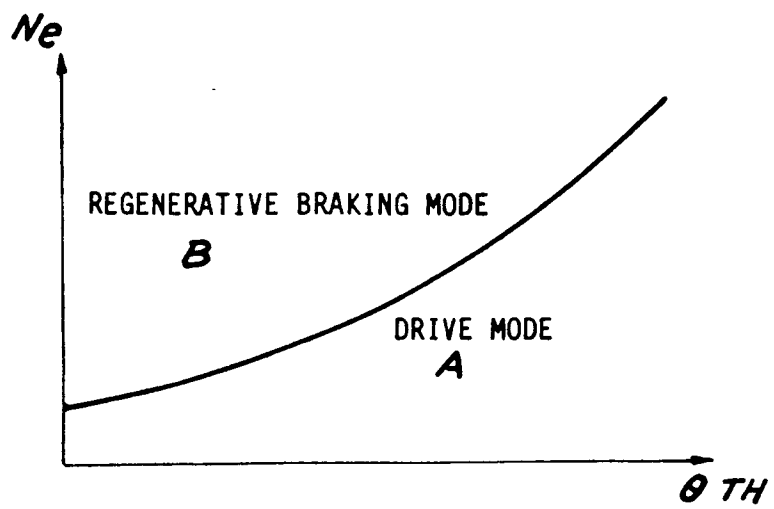 Ne
REGENERATIVE BRAKING MODE
B
DRIVE MODE
A
θ TH